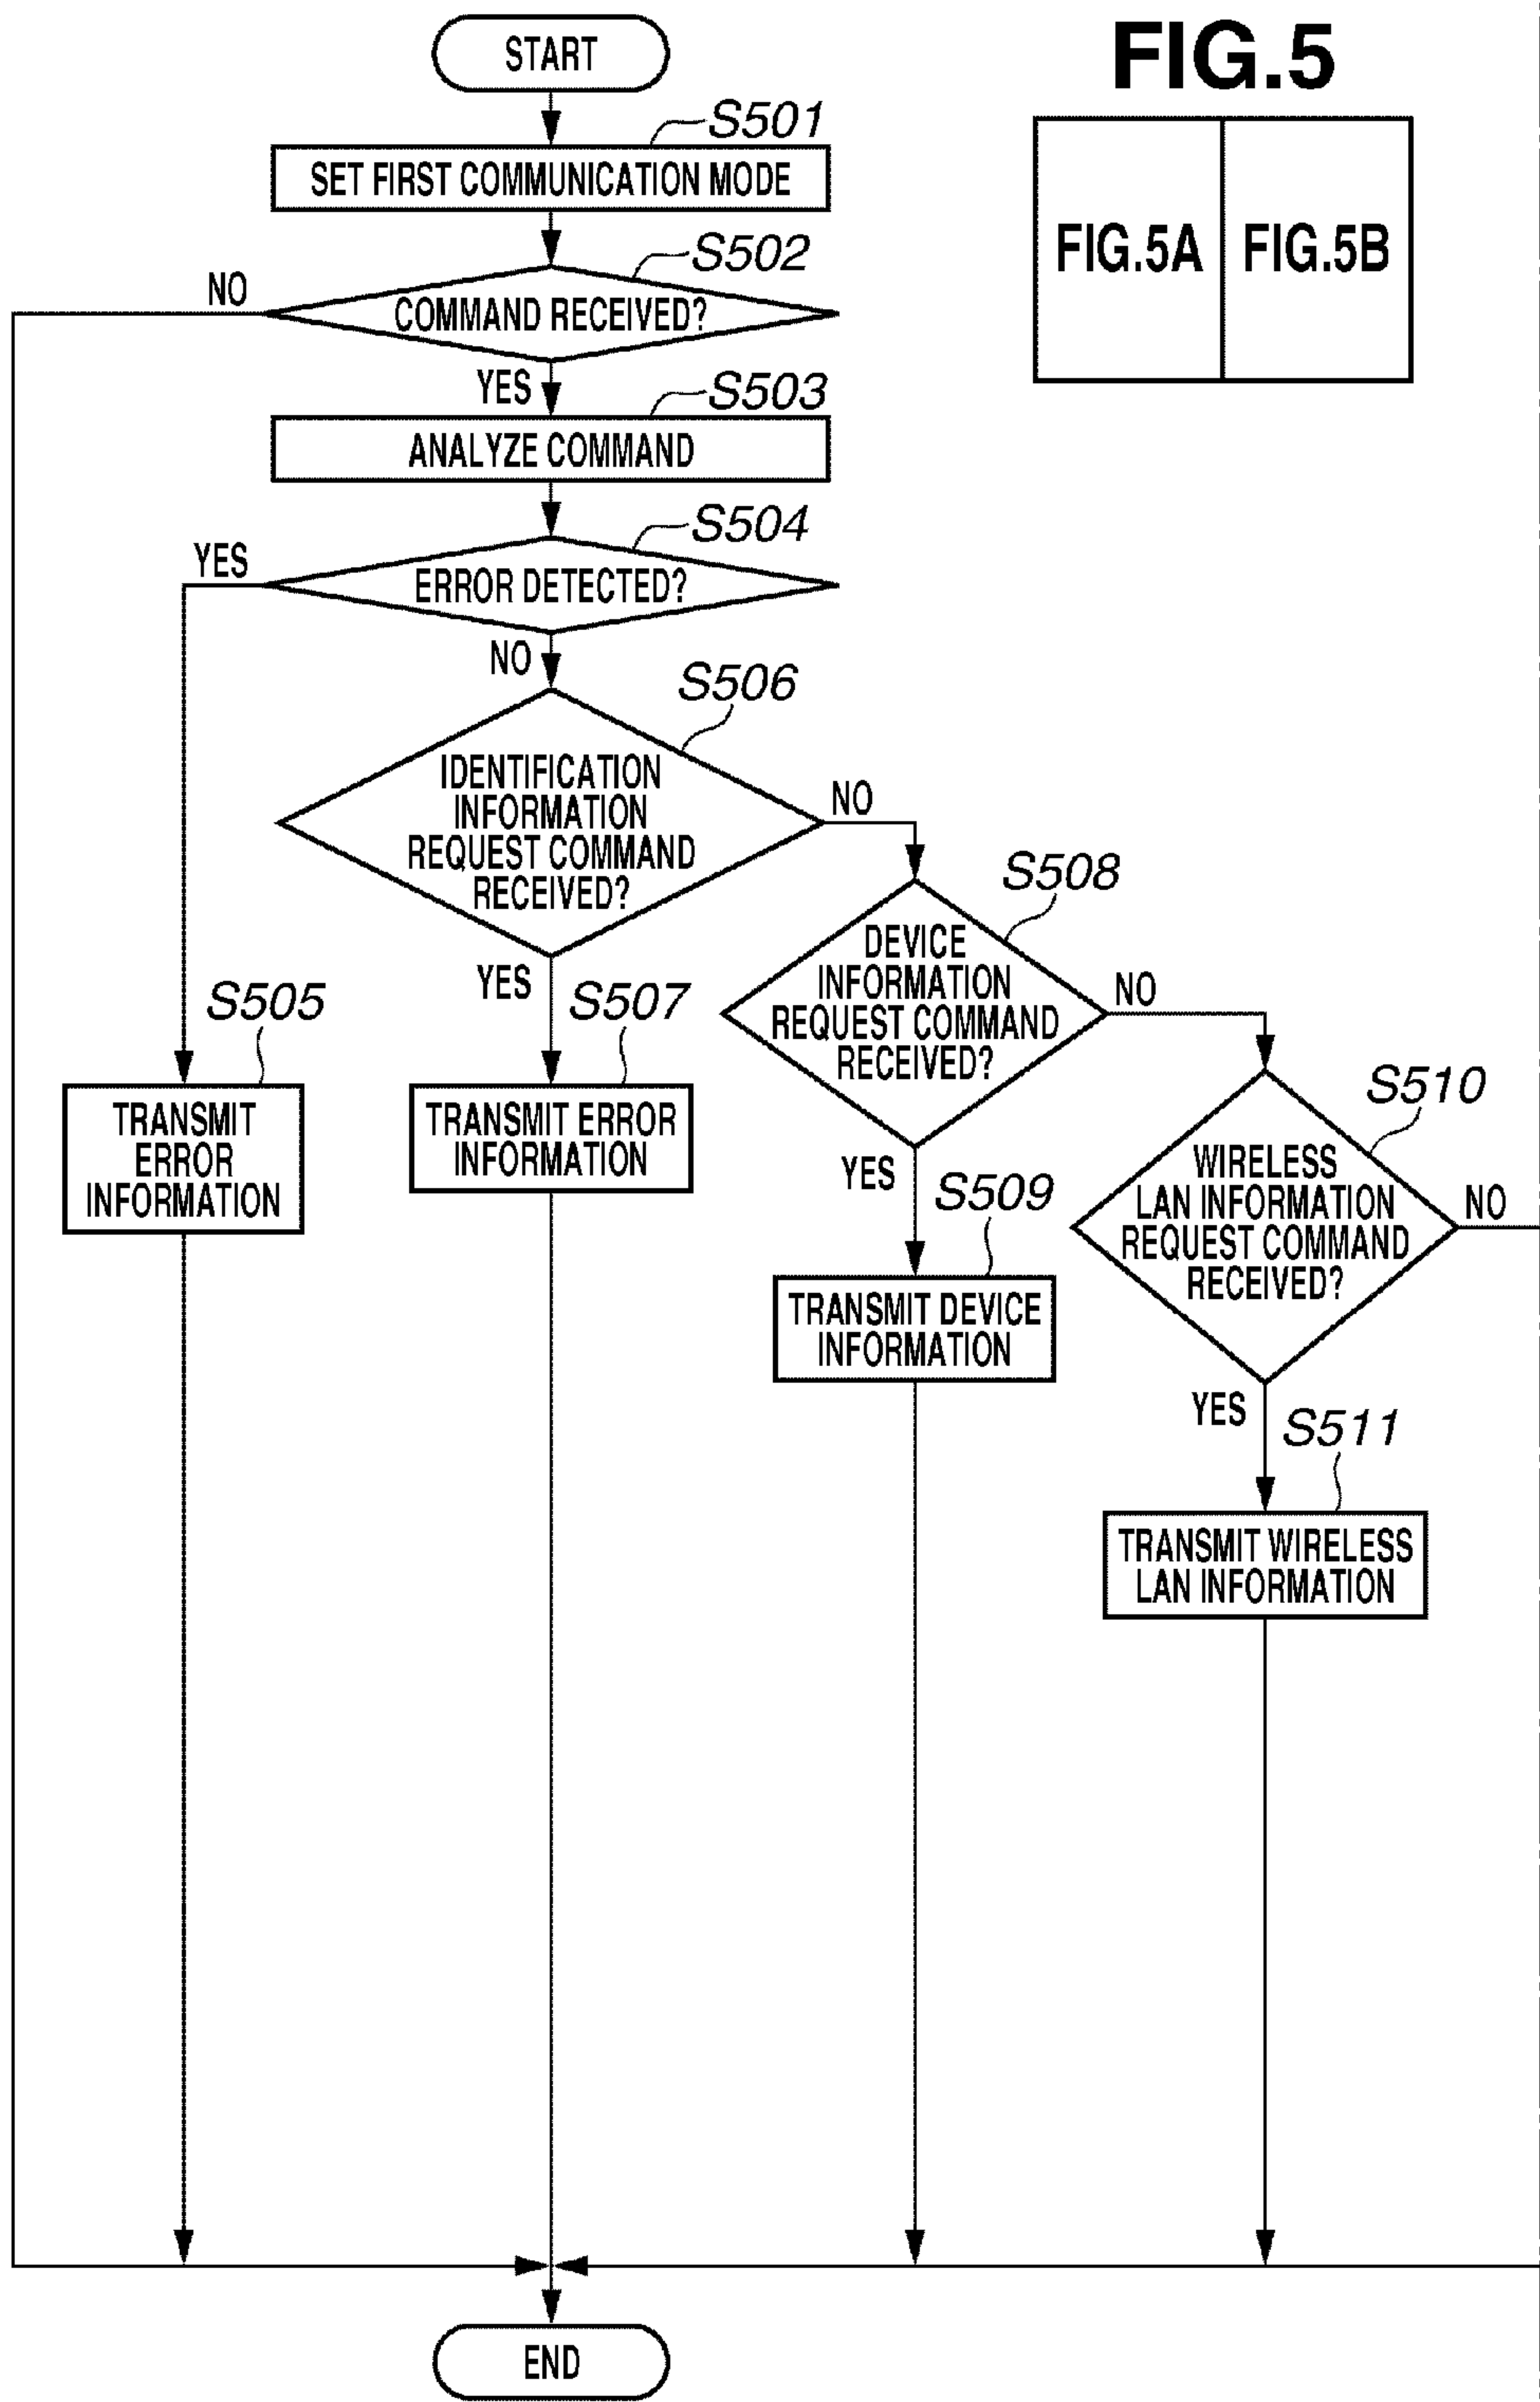 FIG.5
FIG.5A
FIG.5B
START
S501
SET FIRST COMMUNICATION MODE
S502
NO
COMMAND RECEIVED?
YES
S503
ANALYZE COMMAND
S504
YES
ERROR DETECTED?
NO
S506
IDENTIFICATION
INFORMATION
REQUEST COMMAND
RECEIVED?
NO
YES
S508
DEVICE
INFORMATION
REQUEST COMMAND
RECEIVED?
NO
YES
S505
TRANSMIT
ERROR
INFORMATION
S507
TRANSMIT ERROR
INFORMATION
S510
WIRELESS
LAN INFORMATION
REQUEST COMMAND
RECEIVED?
NO
YES
S509
TRANSMIT DEVICE
INFORMATION
S511
TRANSMIT WIRELESS
LAN INFORMATION
END